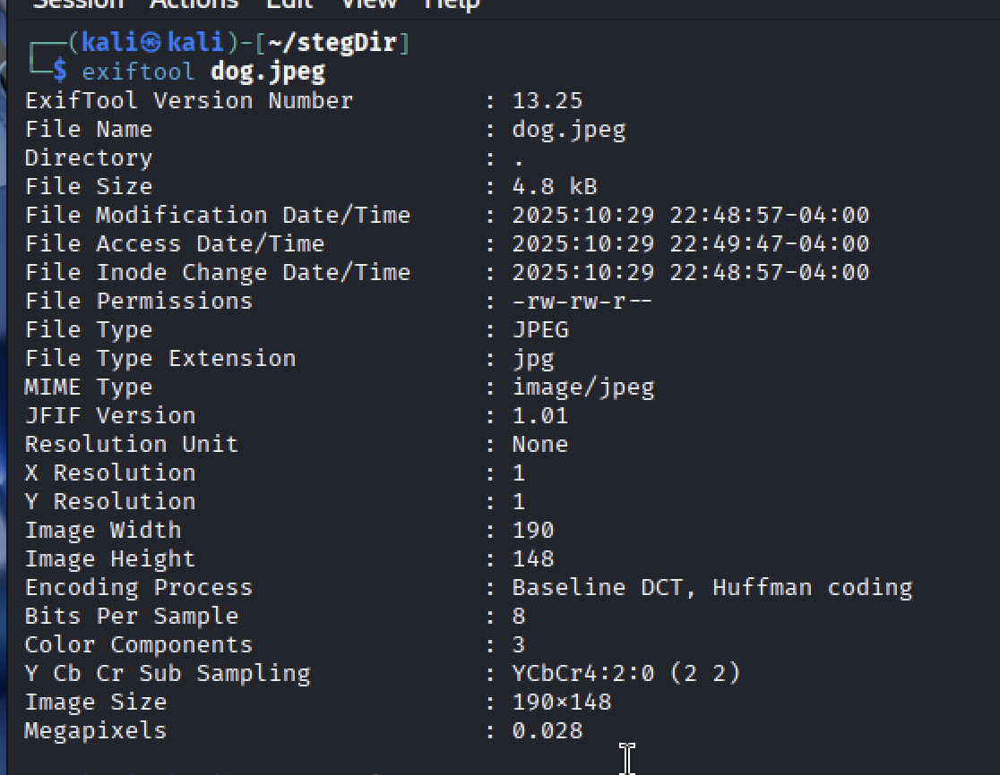 Session Actions Edit View Help
┌──(kali㉿kali)-[~/stegDir]
└─$ exiftool dog.jpeg
ExifTool Version Number : 13.25
File Name : dog.jpeg
Directory : .
File Size : 4.8 kB
File Modification Date/Time : 2025:10:29 22:48:57-04:00
File Access Date/Time : 2025:10:29 22:49:47-04:00
File Inode Change Date/Time : 2025:10:29 22:48:57-04:00
File Permissions : -rw-rw-r--
File Type : JPEG
File Type Extension : jpg
MIME Type : image/jpeg
JFIF Version : 1.01
Resolution Unit : None
X Resolution : 1
Y Resolution : 1
Image Width : 190
Image Height : 148
Encoding Process : Baseline DCT, Huffman coding
Bits Per Sample : 8
Color Components : 3
Y Cb Cr Sub Sampling : YCbCr4:2:0 (2 2)
Image Size : 190×148
Megapixels : 0.028